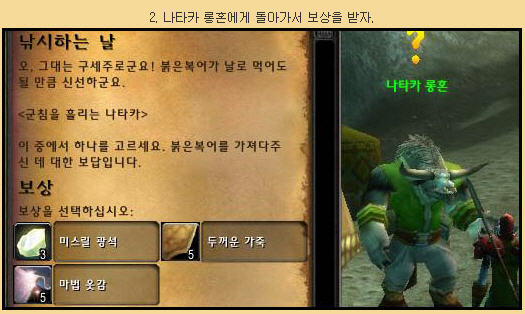 2. 나타카 롱혼에게 돌아가서 보상을 받자.
낚시하는 날
오, 그대는 구세주로군요! 붉은복어가 날로 먹어도
될 만큼 신선하군요.
<군침을 흘리는 나타카>
이 중에서 하나를 고르세요. 붉은복어를 가져다주
신 데 대한 보답입니다.
보상
보상을 선택하십시오:
3 미스릴 광석
5 두꺼운 가죽
5 마법 옷감
?
나타카 롱혼